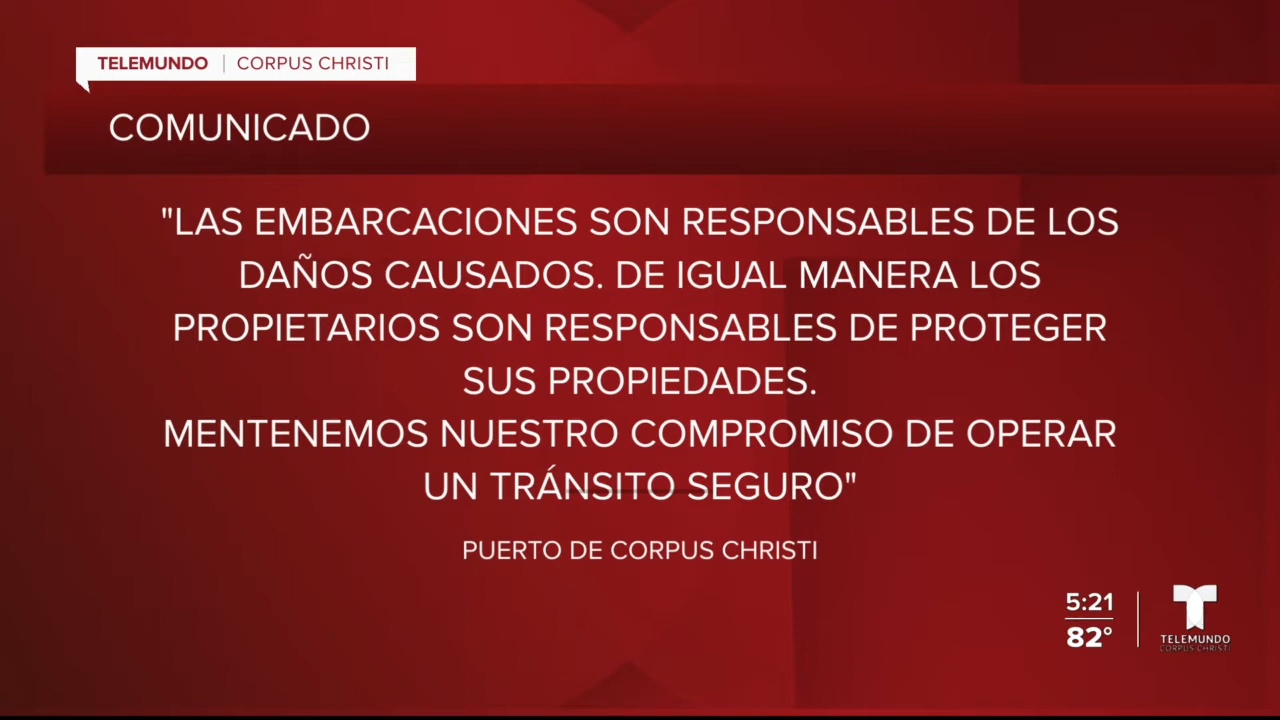 TELEMUNDO | CORPUS CHRISTI
COMUNICADO
"LAS EMBARCACIONES SON RESPONSABLES DE LOS
DAÑOS CAUSADOS. DE IGUAL MANERA LOS
PROPIETARIOS SON RESPONSABLES DE PROTEGER
SUS PROPIEDADES.
MENTENEMOS NUESTRO COMPROMISO DE OPERAR
UN TRÁNSITO SEGURO"
PUERTO DE CORPUS CHRISTI
5:21
82°
TELEMUNDO
CORPUS CHRISTI